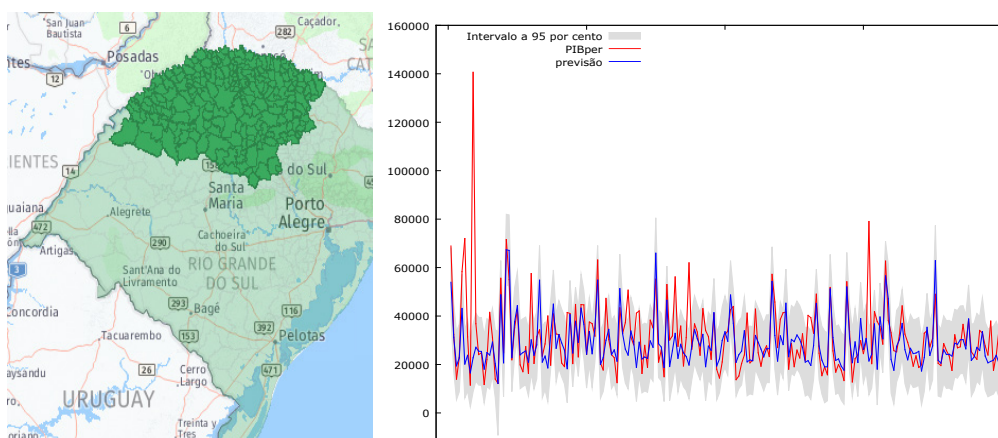 San Juan
Bautista
6
Caçador,
282
Posadas
12
IENTES
14
do Sul
Santa
Maria
Porto
Alegre
Alegrete
472
Artigas
290
Cachoeira
do Sul
RIO GRANDE
DO SUL
3
Sant'Ana do
Livramento
Concordia
293
Bagé
116
153
392
Pelotas
Tacuarembo
26
Cerro
Largo
471
URUGUAY
Treinta y
Tres
160000
140000
120000
100000
80000
60000
40000
20000
0
Intervalo a 95 por cento
PIBper
previsão